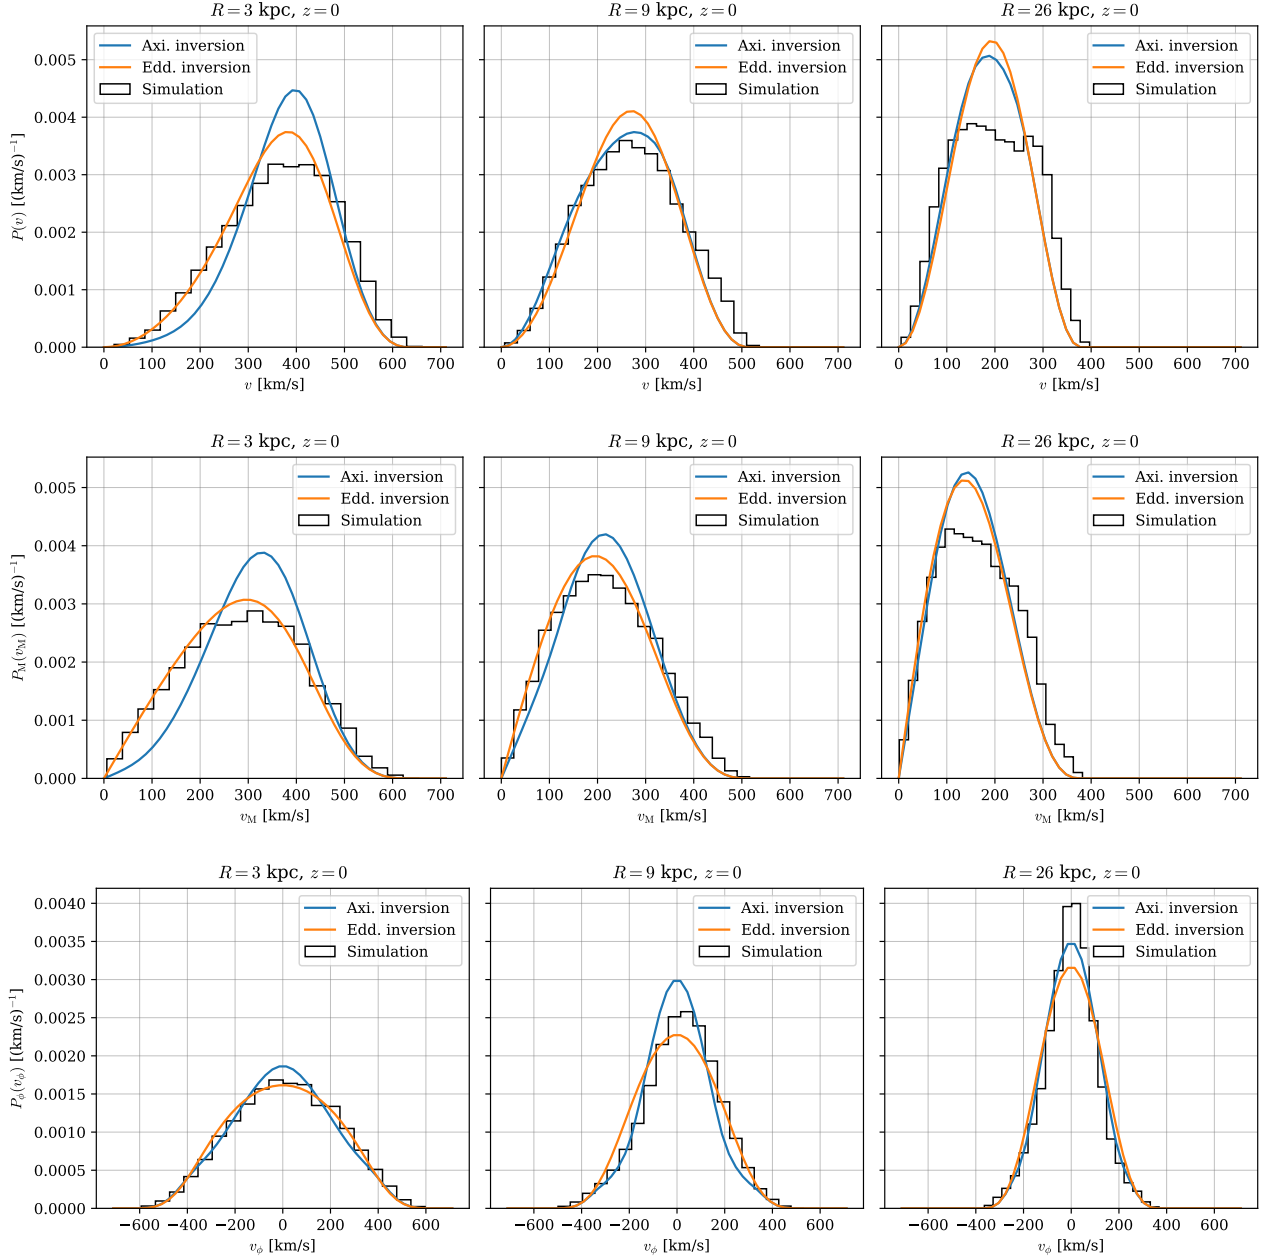 R = 3 kpc, z = 0
R = 9 kpc, z = 0
R = 26 kpc, z = 0
Axi. inversion
Edd. inversion
Simulation
Axi. inversion
Edd. inversion
Simulation
Axi. inversion
Edd. inversion
Simulation
P(v) [(km/s)⁻¹]
0.005
0.004
0.003
0.002
0.001
0.000
0 100 200 300 400 500 600 700
0 100 200 300 400 500 600 700
0 100 200 300 400 500 600 700
v [km/s]
v [km/s]
v [km/s]
R = 3 kpc, z = 0
R = 9 kpc, z = 0
R = 26 kpc, z = 0
Axi. inversion
Edd. inversion
Simulation
Axi. inversion
Edd. inversion
Simulation
Axi. inversion
Edd. inversion
Simulation
P_M(v_M) [(km/s)⁻¹]
0.005
0.004
0.003
0.002
0.001
0.000
0 100 200 300 400 500 600 700
0 100 200 300 400 500 600 700
0 100 200 300 400 500 600 700
v_M [km/s]
v_M [km/s]
v_M [km/s]
R = 3 kpc, z = 0
R = 9 kpc, z = 0
R = 26 kpc, z = 0
Axi. inversion
Edd. inversion
Simulation
Axi. inversion
Edd. inversion
Simulation
Axi. inversion
Edd. inversion
Simulation
P_ϕ(v_ϕ) [(km/s)⁻¹]
0.0040
0.0035
0.0030
0.0025
0.0020
0.0015
0.0010
0.0005
0.0000
−600 −400 −200 0 200 400 600
−600 −400 −200 0 200 400 600
−600 −400 −200 0 200 400 600
v_ϕ [km/s]
v_ϕ [km/s]
v_ϕ [km/s]